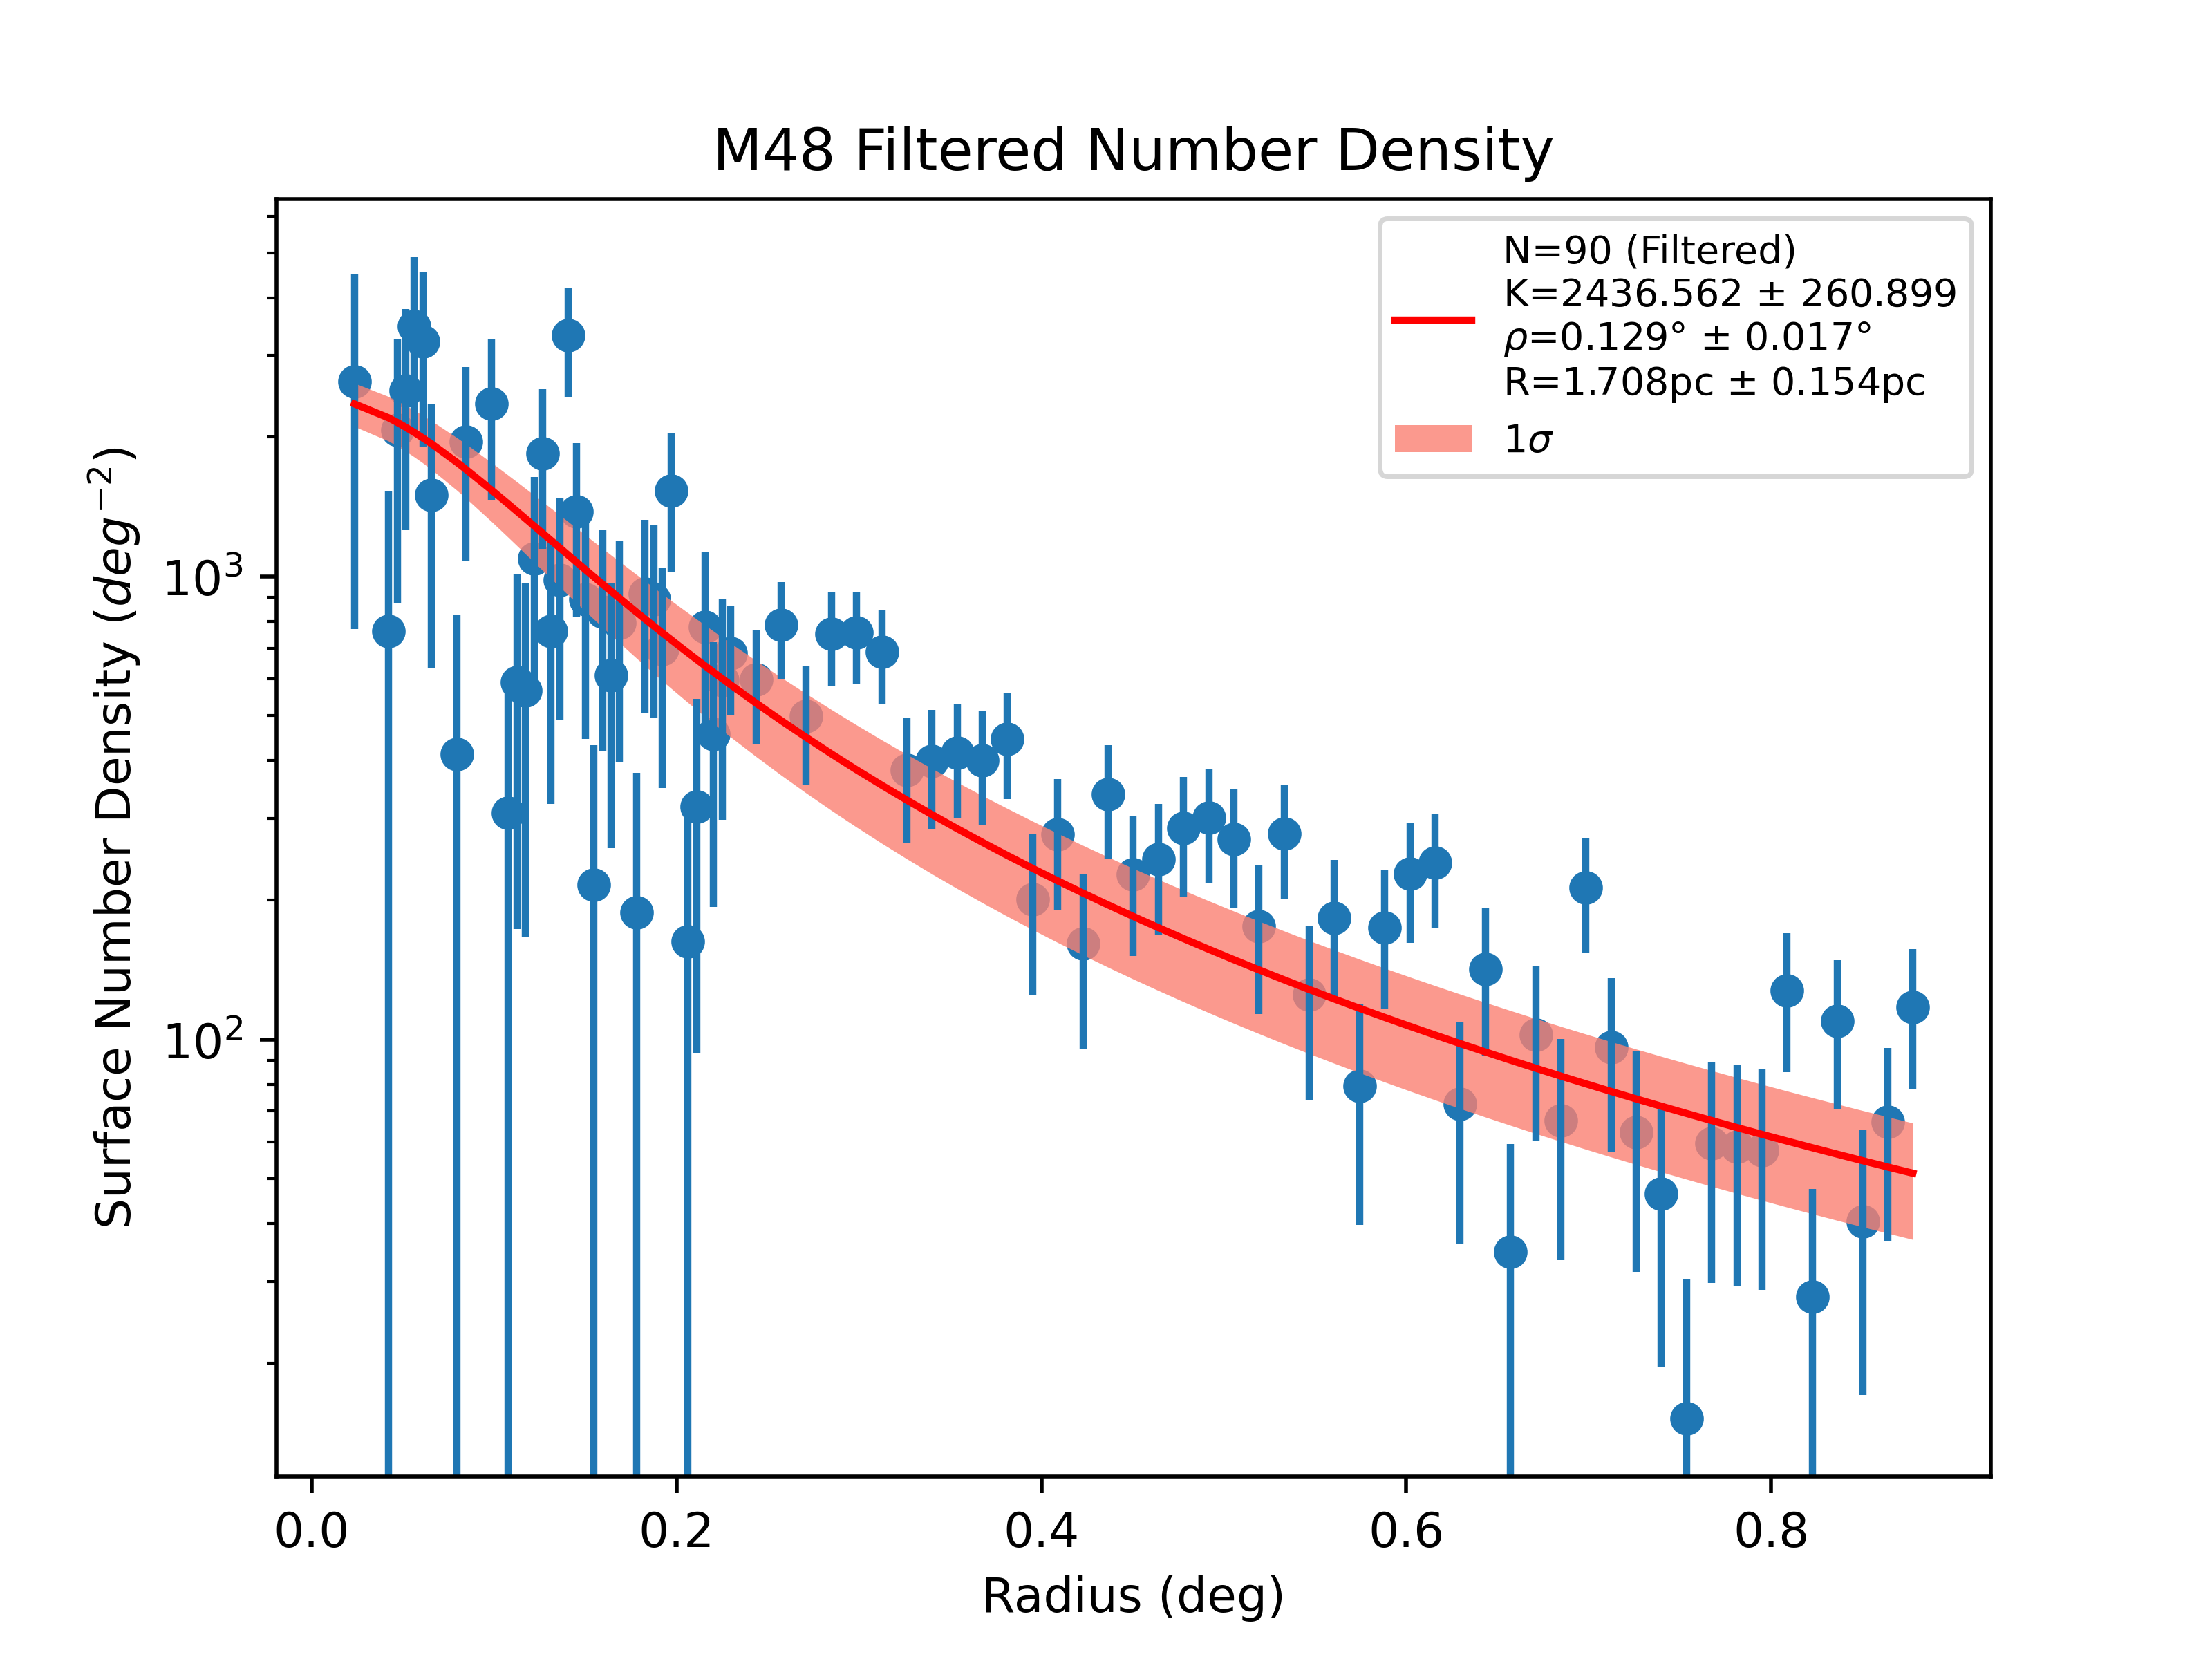 M48 Filtered Number Density
N=90 (Filtered)
K=2436.562 ± 260.899
ρ=0.129° ± 0.017°
R=1.708pc ± 0.154pc
1σ
Surface Number Density (deg⁻²)
10³
10²
0.0 0.2 0.4 0.6 0.8
Radius (deg)